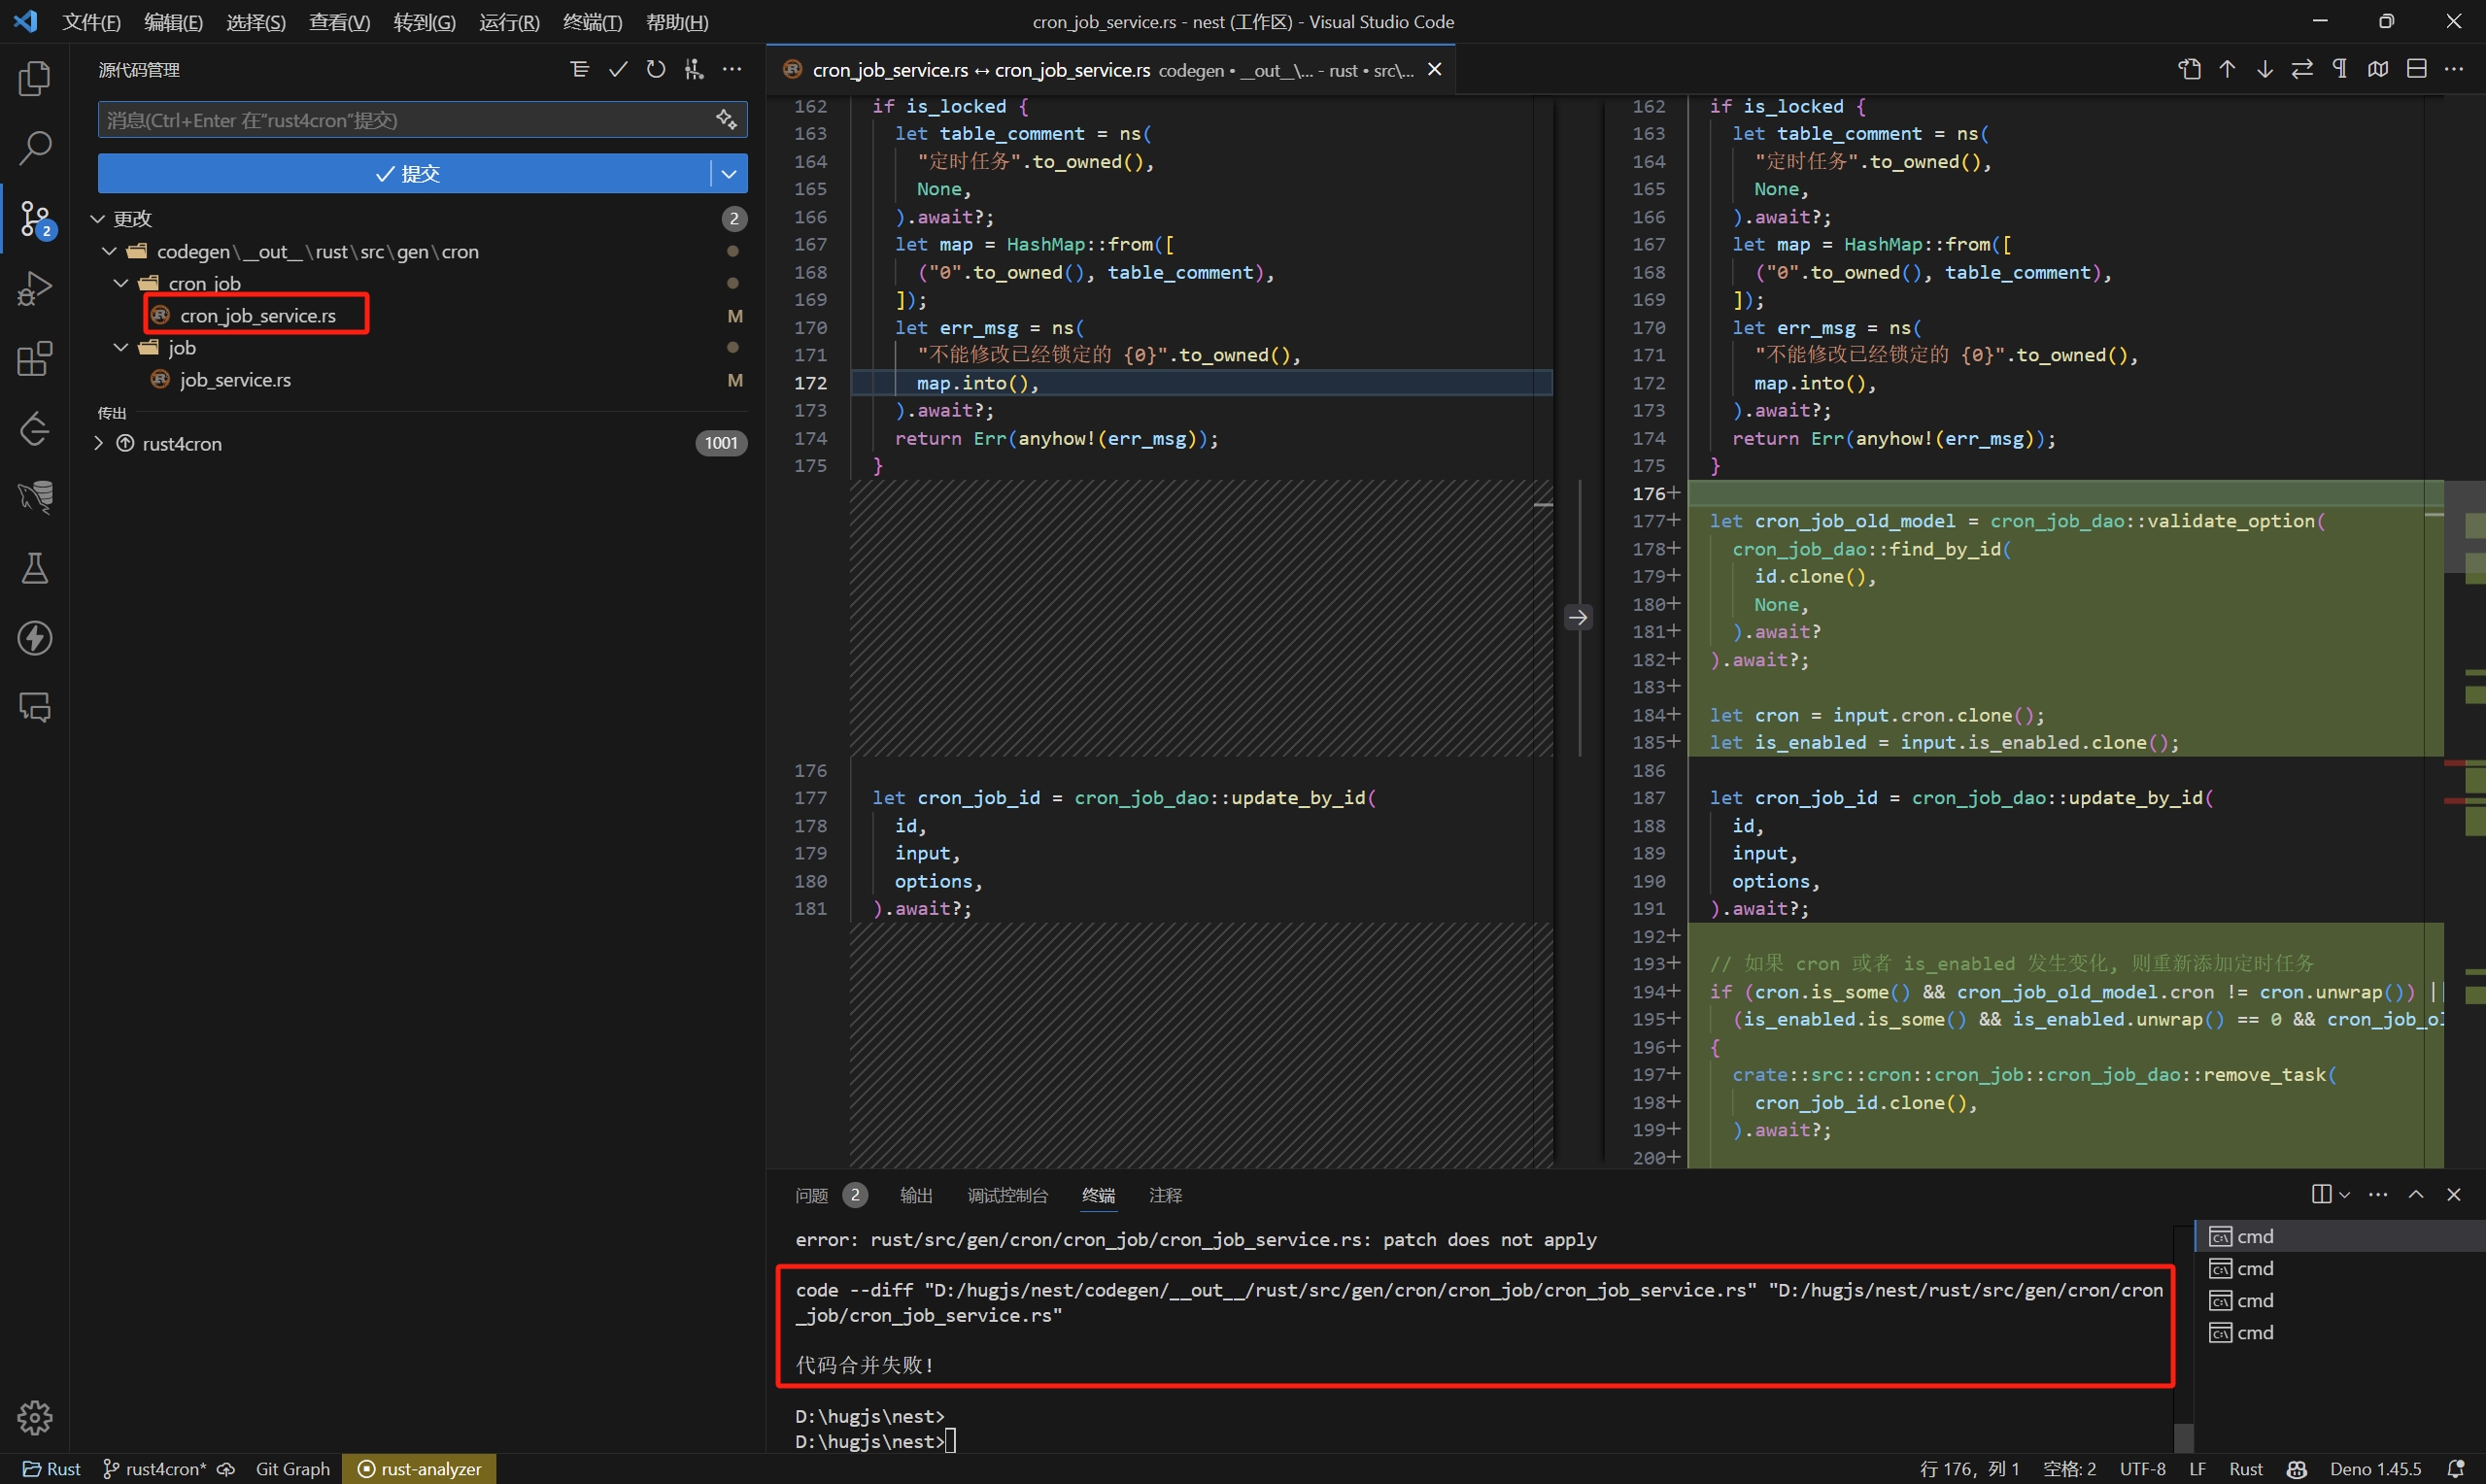 文件(F) 编辑(E) 选择(S) 查看(V) 转到(G) 运行(R) 终端(T) 帮助(H)
cron_job_service.rs - nest (工作区) - Visual Studio Code
源代码管理
消息(Ctrl+Enter 在"rust4cron"提交)
提交
更改 2
codegen\__out__\rust\src\gen\cron
cron_job
cron_job_service.rs M
job
job_service.rs M
传出
rust4cron 1001
2
cron_job_service.rs ↔ cron_job_service.rs codegen • __out__\... - rust • src\...
162 if is_locked {
163 let table_comment = ns(
164 "定时任务".to_owned(),
165 None,
166 ).await?;
167 let map = HashMap::from([
168 ("0".to_owned(), table_comment),
169 ]);
170 let err_msg = ns(
171 "不能修改已经锁定的 {0}".to_owned(),
172 map.into(),
173 ).await?;
174 return Err(anyhow!(err_msg));
175 }
176
177 let cron_job_id = cron_job_dao::update_by_id(
178 id,
179 input,
180 options,
181 ).await?;
162 if is_locked {
163 let table_comment = ns(
164 "定时任务".to_owned(),
165 None,
166 ).await?;
167 let map = HashMap::from([
168 ("0".to_owned(), table_comment),
169 ]);
170 let err_msg = ns(
171 "不能修改已经锁定的 {0}".to_owned(),
172 map.into(),
173 ).await?;
174 return Err(anyhow!(err_msg));
175 }
176+
177+ let cron_job_old_model = cron_job_dao::validate_option(
178+ cron_job_dao::find_by_id(
179+ id.clone(),
180+ None,
181+ ).await?
182+ ).await?;
183+
184+ let cron = input.cron.clone();
185+ let is_enabled = input.is_enabled.clone();
186
187 let cron_job_id = cron_job_dao::update_by_id(
188 id,
189 input,
190 options,
191 ).await?;
192+
193+ // 如果 cron 或者 is_enabled 发生变化, 则重新添加定时任务
194+ if (cron.is_some() && cron_job_old_model.cron != cron.unwrap()) ||
195+ (is_enabled.is_some() && is_enabled.unwrap() == 0 && cron_job_ol
196+ {
197+ crate::src::cron::cron_job::cron_job_dao::remove_task(
198+ cron_job_id.clone(),
199+ ).await?;
200+
问题 2 输出 调试控制台 终端 注释
error: rust/src/gen/cron/cron_job/cron_job_service.rs: patch does not apply
code --diff "D:/hugjs/nest/codegen/__out__/rust/src/gen/cron/cron_job/cron_job_service.rs" "D:/hugjs/nest/rust/src/gen/cron/cron
_job/cron_job_service.rs"
代码合并失败!
D:\hugjs\nest>
D:\hugjs\nest>
cmd
cmd
cmd
cmd
Rust rust4cron* Git Graph rust-analyzer
行 176，列 1 空格: 2 UTF-8 LF Rust Deno 1.45.5